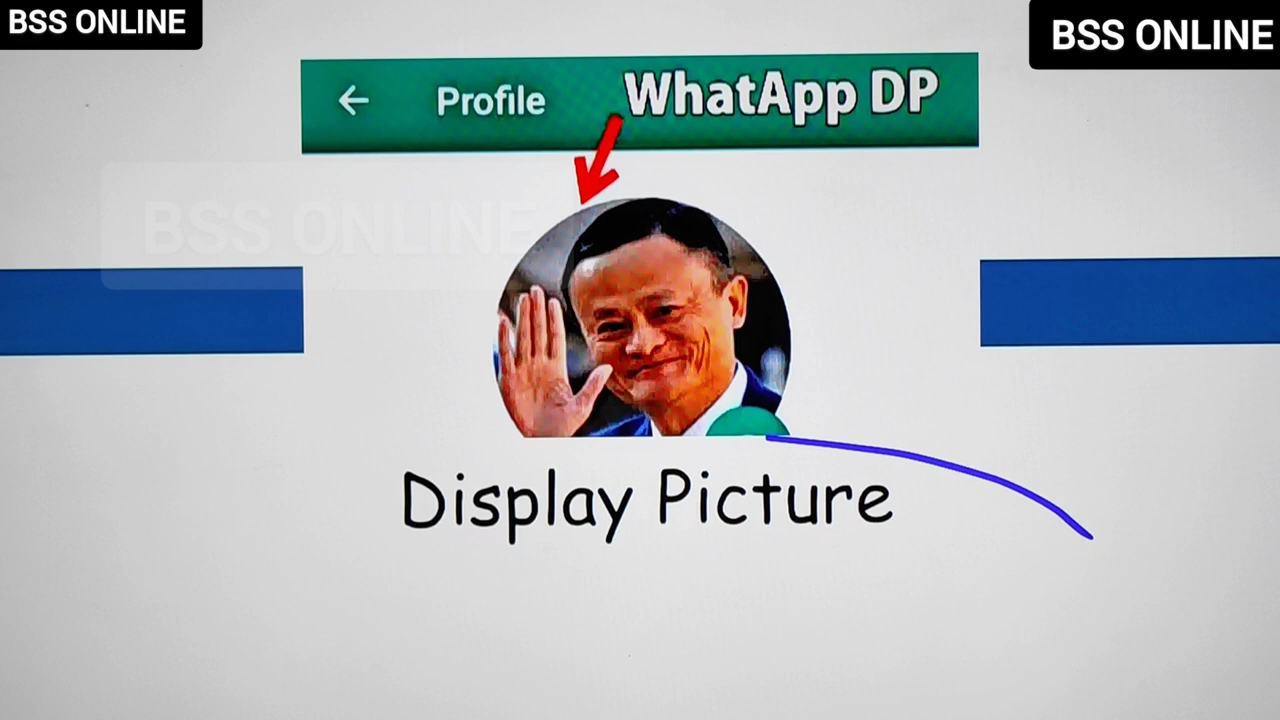 BSS ONLINE
BSS ONLINE
Profile
WhatApp DP
BSS ONLINE
Display Picture